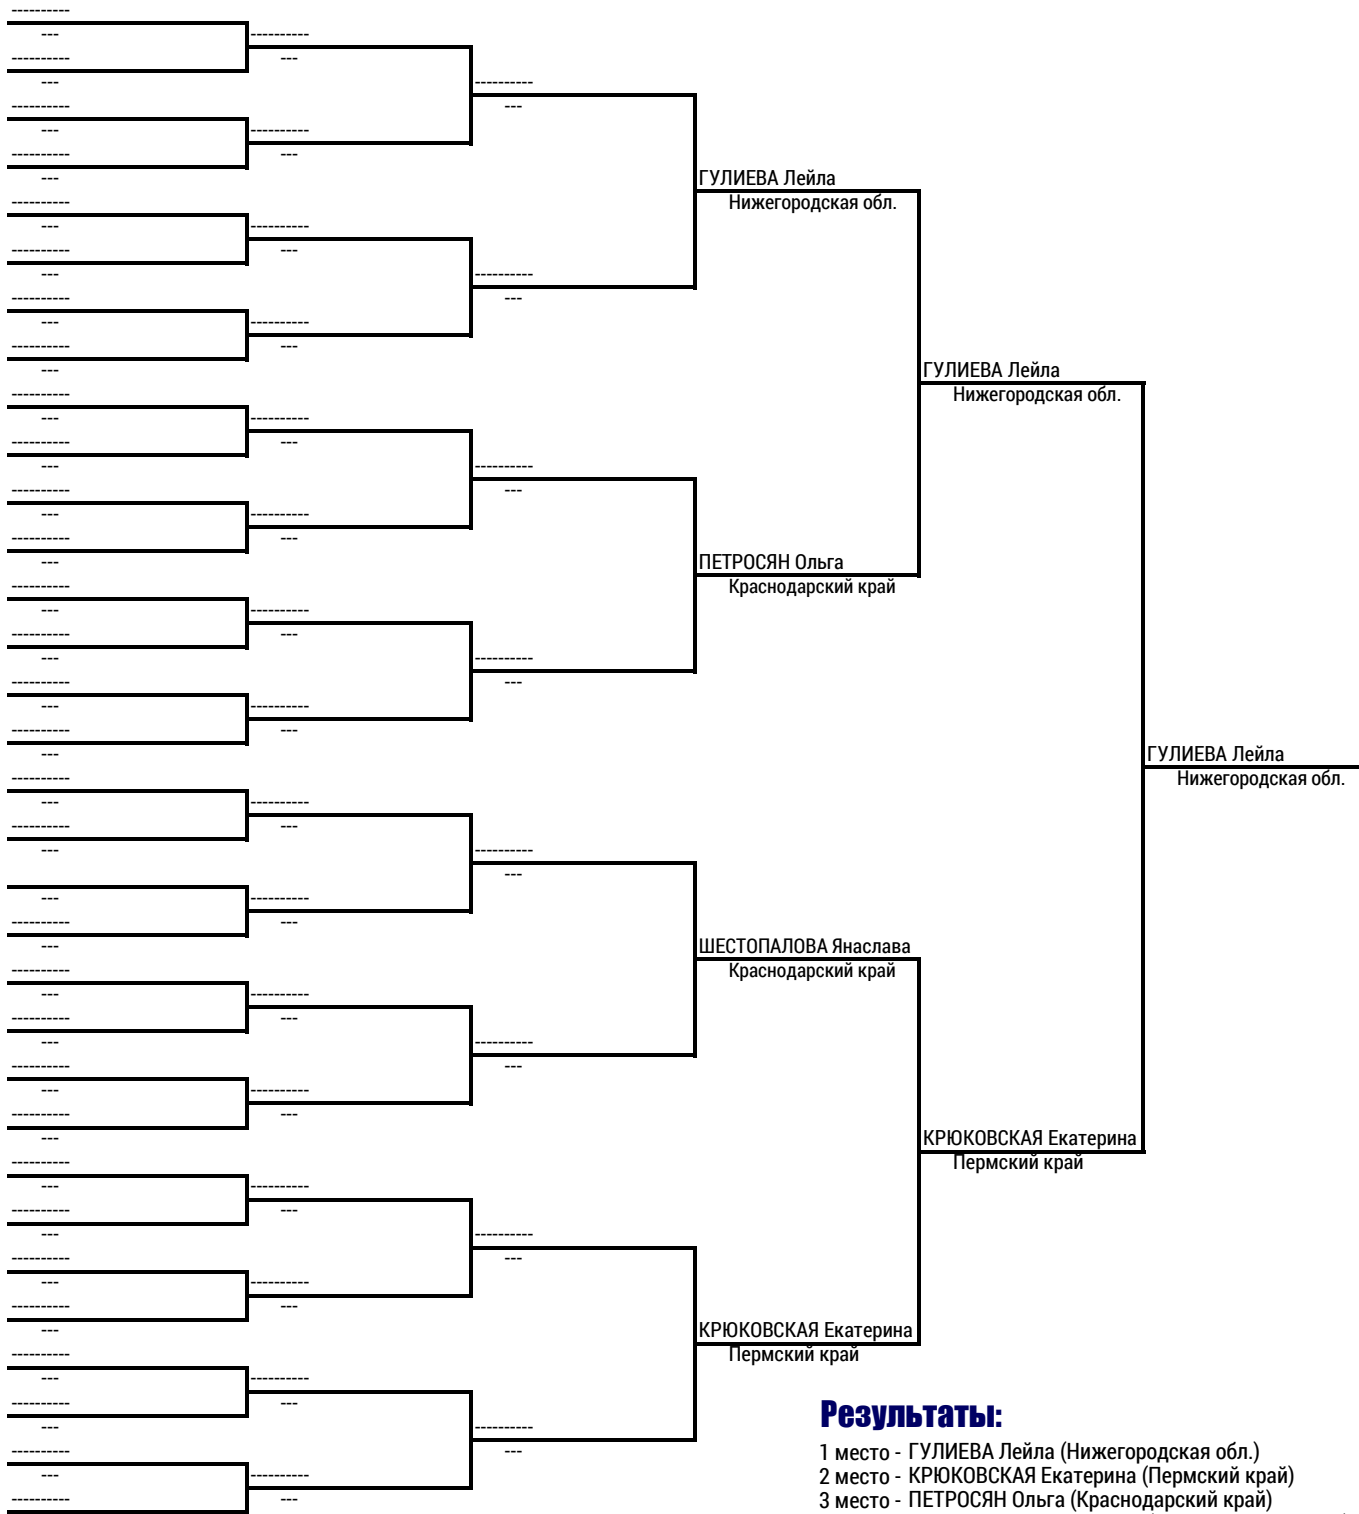 ГУЛИЕВА Лейла
Нижегородская обл.
ГУЛИЕВА Лейла
Нижегородская обл.
ПЕТРОСЯН Ольга
Краснодарский край
ГУЛИЕВА Лейла
Нижегородская обл.
ШЕСТОПАЛОВА Янаслава
Краснодарский край
КРЮКОВСКАЯ Екатерина
Пермский край
КРЮКОВСКАЯ Екатерина
Пермский край
Результаты:
1 место - ГУЛИЕВА Лейла (Нижегородская обл.)
2 место - КРЮКОВСКАЯ Екатерина (Пермский край)
3 место - ПЕТРОСЯН Ольга (Краснодарский край)